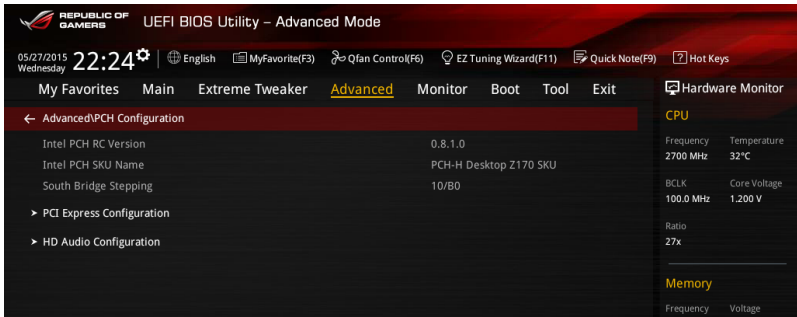 REPUBLIC OF
GAMERS
UEFI BIOS Utility – Advanced Mode
05/27/2015
Wednesday
22:24
English
MyFavorite(F3)
Qfan Control(F6)
EZ Tuning Wizard(F11)
Quick Note(F9)
? Hot Keys
My Favorites Main Extreme Tweaker Advanced Monitor Boot Tool Exit
Hardware Monitor
← Advanced\PCH Configuration
Intel PCH RC Version 0.8.1.0
Intel PCH SKU Name PCH-H Desktop Z170 SKU
South Bridge Stepping 10/B0
> PCI Express Configuration
> HD Audio Configuration
CPU
Frequency Temperature
2700 MHz 32°C
BCLK Core Voltage
100.0 MHz 1.200 V
Ratio
27x
Memory
Frequency Voltage